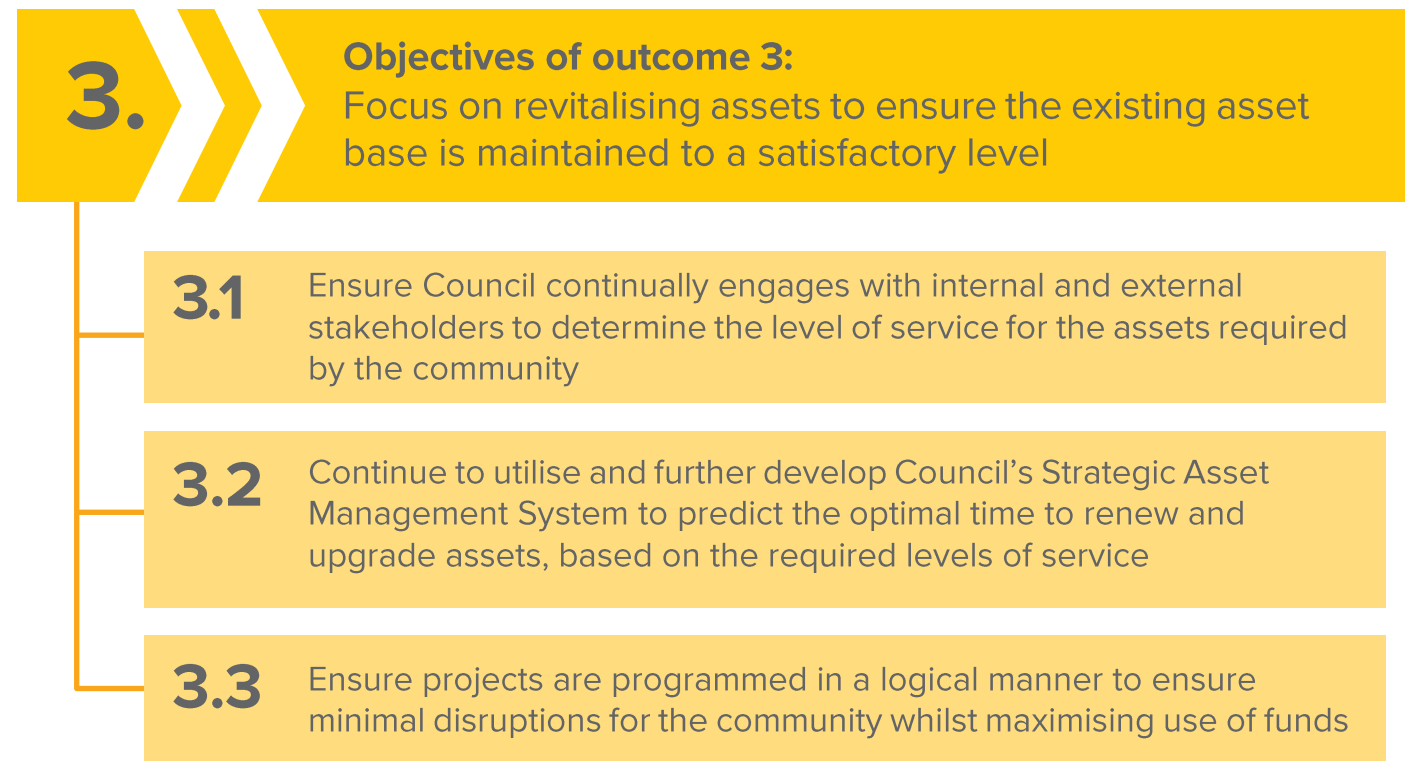 3.
Objectives of outcome 3:
Focus on revitalising assets to ensure the existing asset
base is maintained to a satisfactory level
3.1
Ensure Council continually engages with internal and external
stakeholders to determine the level of service for the assets required
by the community
3.2
Continue to utilise and further develop Council’s Strategic Asset
Management System to predict the optimal time to renew and
upgrade assets, based on the required levels of service
3.3
Ensure projects are programmed in a logical manner to ensure
minimal disruptions for the community whilst maximising use of funds